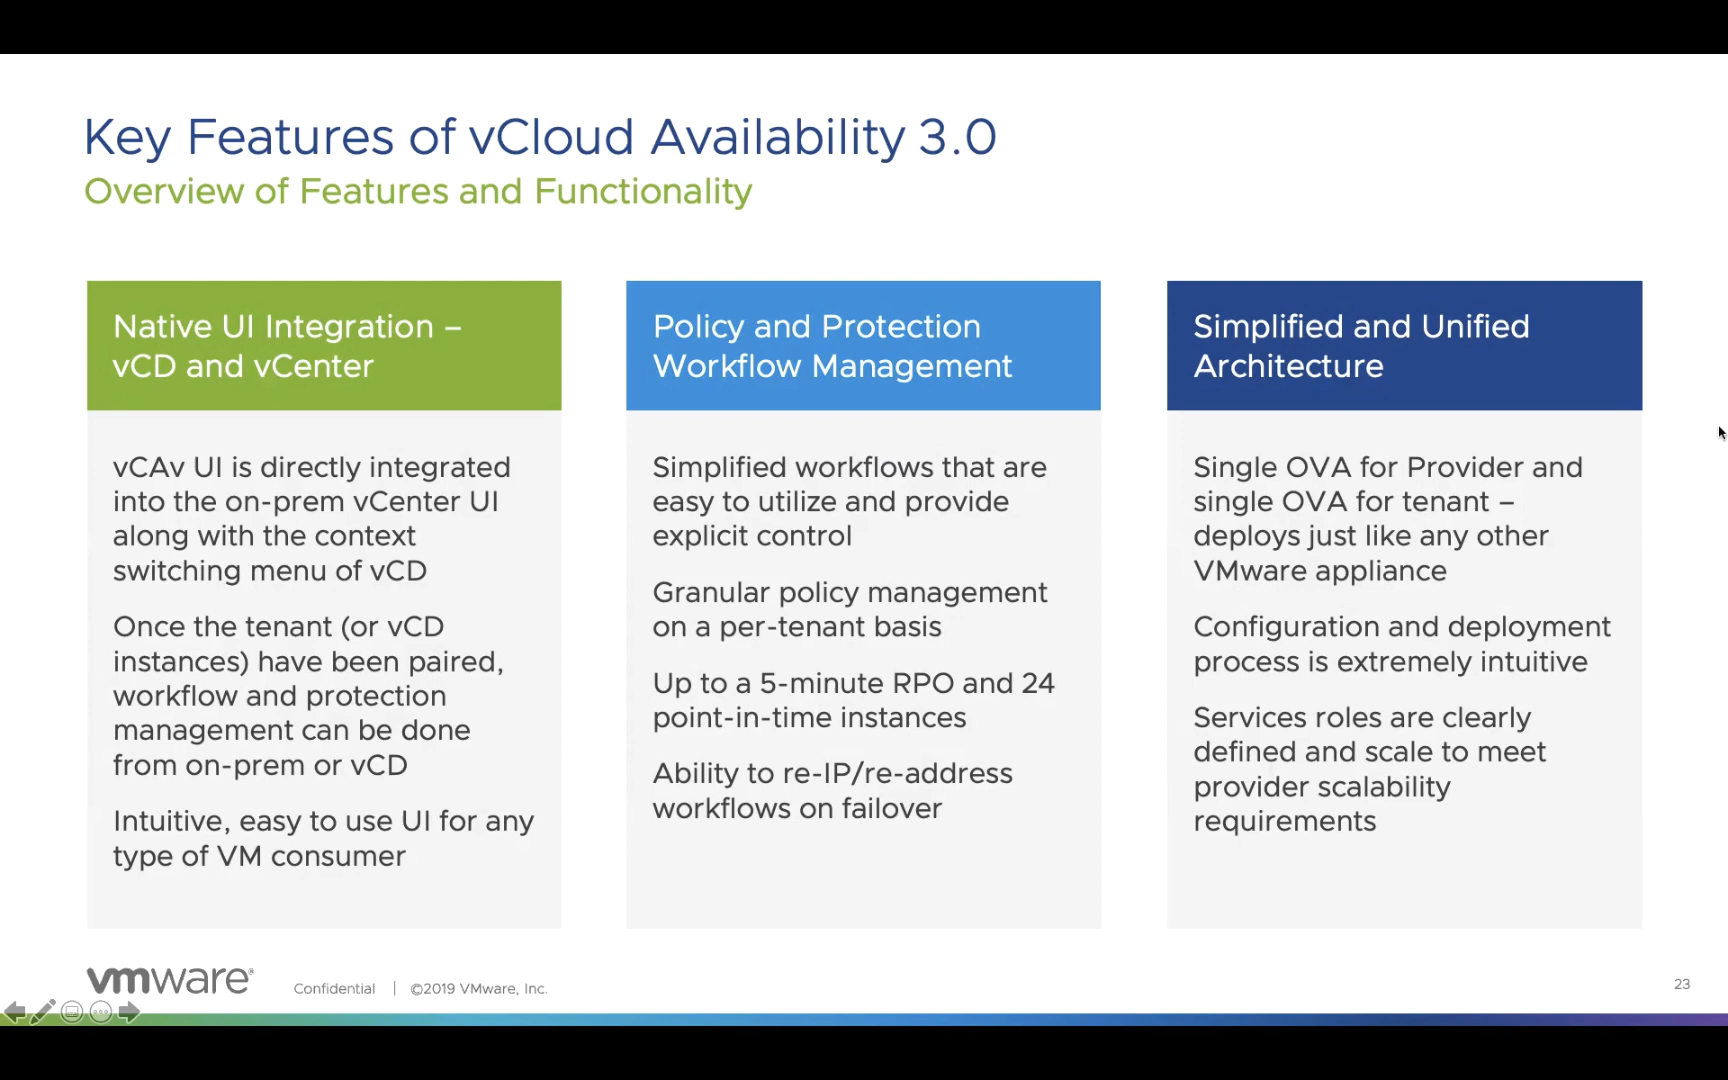 Key Features of vCloud Availability 3.0
Overview of Features and Functionality
Native UI Integration –
vCD and vCenter
vCAv UI is directly integrated
into the on-prem vCenter UI
along with the context
switching menu of vCD
Once the tenant (or vCD
instances) have been paired,
workflow and protection
management can be done
from on-prem or vCD
Intuitive, easy to use UI for any
type of VM consumer
Policy and Protection
Workflow Management
Simplified workflows that are
easy to utilize and provide
explicit control
Granular policy management
on a per-tenant basis
Up to a 5-minute RPO and 24
point-in-time instances
Ability to re-IP/re-address
workflows on failover
Simplified and Unified
Architecture
Single OVA for Provider and
single OVA for tenant –
deploys just like any other
VMware appliance
Configuration and deployment
process is extremely intuitive
Services roles are clearly
defined and scale to meet
provider scalability
requirements
vmware®
Confidential | ©2019 VMware, Inc.
23